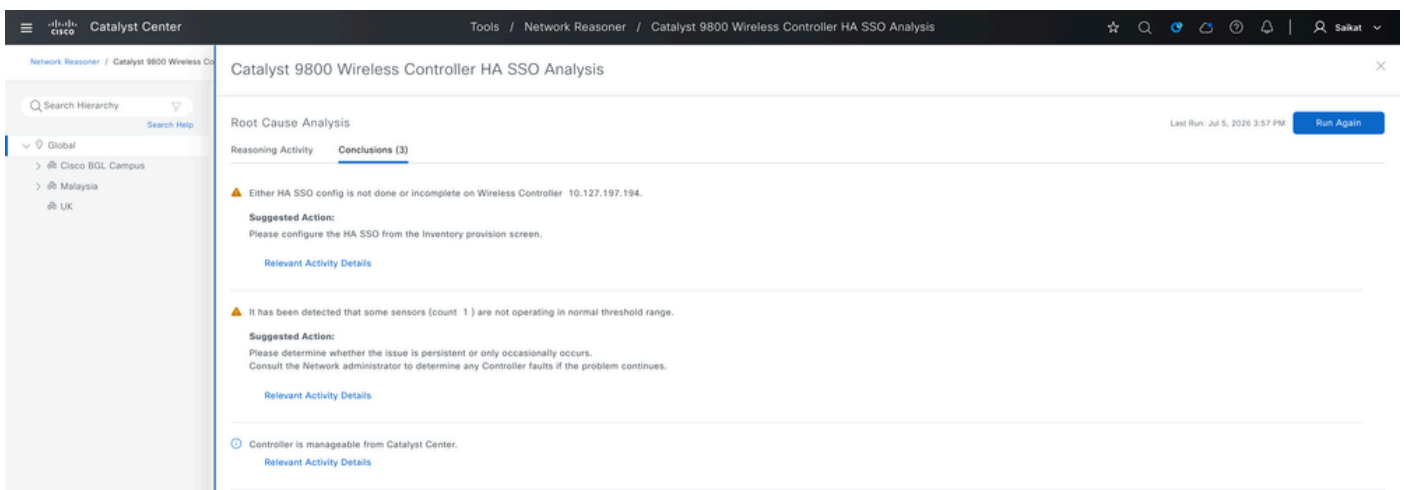 cisco Catalyst Center
Tools / Network Reasoner / Catalyst 9800 Wireless Controller HA SSO Analysis
Saikat
Network Reasoner / Catalyst 9800 Wireless Co
Search Hierarchy
Search Help
Global
Cisco BGL Campus
Malaysia
UK
Catalyst 9800 Wireless Controller HA SSO Analysis
Root Cause Analysis
Last Run: Jul 5, 2026 3:57 PM
Run Again
Reasoning Activity
Conclusions (3)
Either HA SSO config is not done or incomplete on Wireless Controller 10.127.197.194.
Suggested Action:
Please configure the HA SSO from the Inventory provision screen.
Relevant Activity Details
It has been detected that some sensors (count 1 ) are not operating in normal threshold range.
Suggested Action:
Please determine whether the issue is persistent or only occasionally occurs.
Consult the Network administrator to determine any Controller faults if the problem continues.
Relevant Activity Details
Controller is manageable from Catalyst Center.
Relevant Activity Details